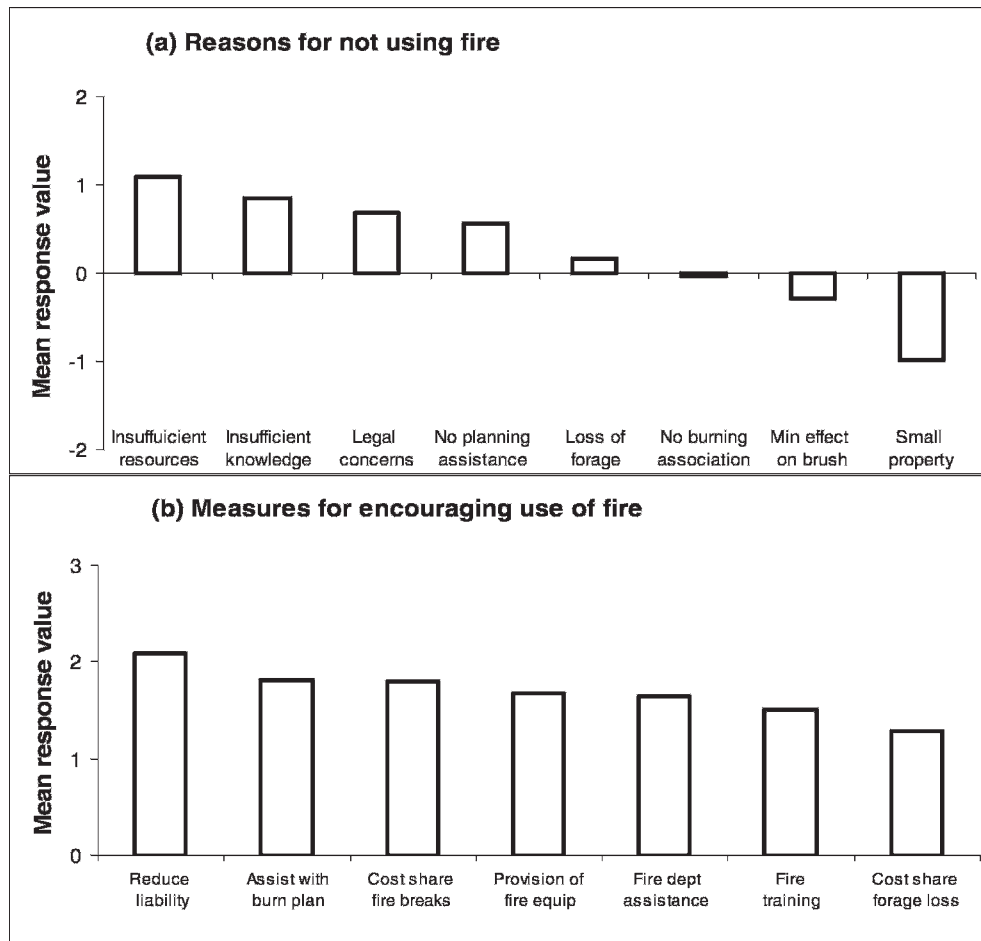 (a) Reasons for not using fire
Mean response value
2
1
0
-1
-2
Insuffuicient resources
Insufficient knowledge
Legal concerns
No planning assistance
Loss of forage
No burning association
Min effect on brush
Small property
(b) Measures for encouraging use of fire
Mean response value
3
2
1
0
Reduce liability
Assist with burn plan
Cost share fire breaks
Provision of fire equip
Fire dept assistance
Fire training
Cost share forage loss